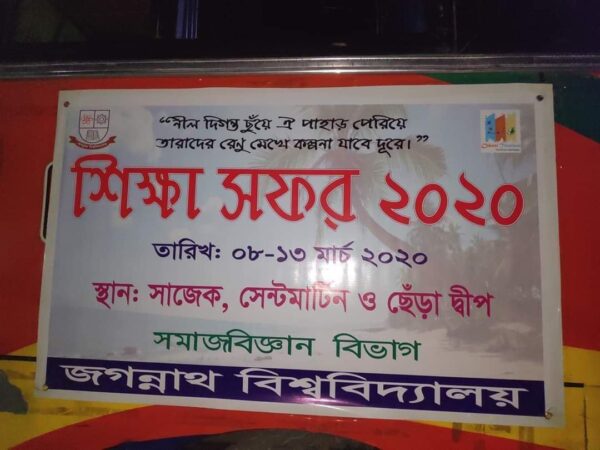 “নীল দিগন্ত ছুঁয়ে ঐ পাহাড় পেরিয়ে
তারাদের রেণু মেখে কল্পনা যাবে দূরে।”
শিক্ষা সফর ২০২০
তারিখ: ০৮-১৩ মার্চ ২০২০
স্থান: সাজেক, সেন্টমার্টিন ও ছেঁড়া দ্বীপ
সমাজবিজ্ঞান বিভাগ
জগন্নাথ বিশ্ববিদ্যালয়